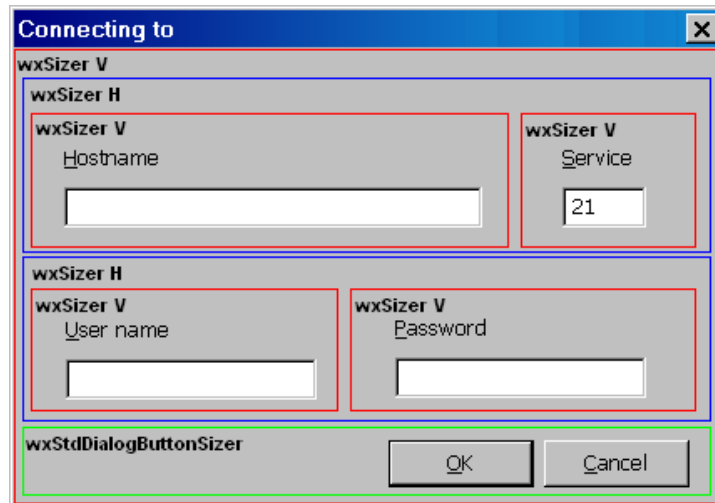 Connecting to
wxSizer V
wxSizer H
wxSizer V
wxSizer V
Hostname
Service
21
wxSizer H
wxSizer V
wxSizer V
User name
Password
wxStdDialogButtonSizer
OK
Cancel